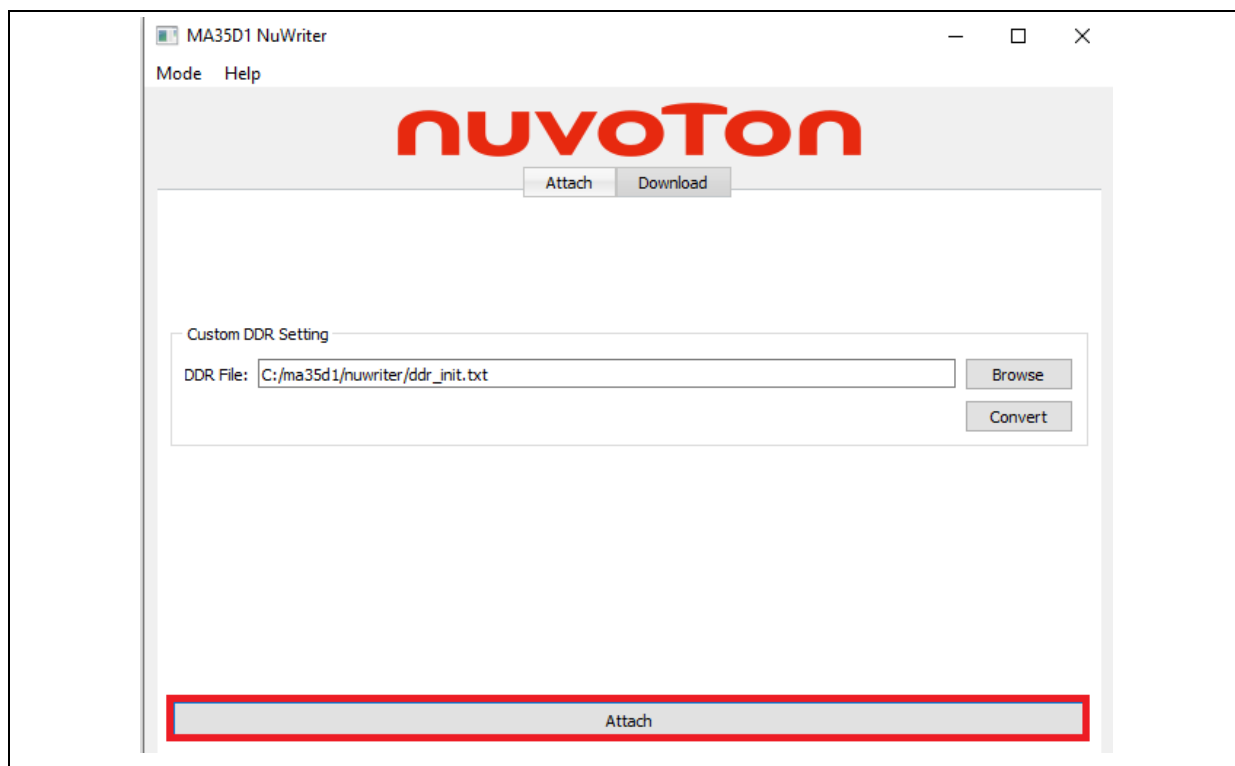 MA35D1 NuWriter
Mode Help
nuvoTon
Attach Download
Custom DDR Setting
DDR File: C:/ma35d1/nuwriter/ddr_init.txt Browse
Convert
Attach